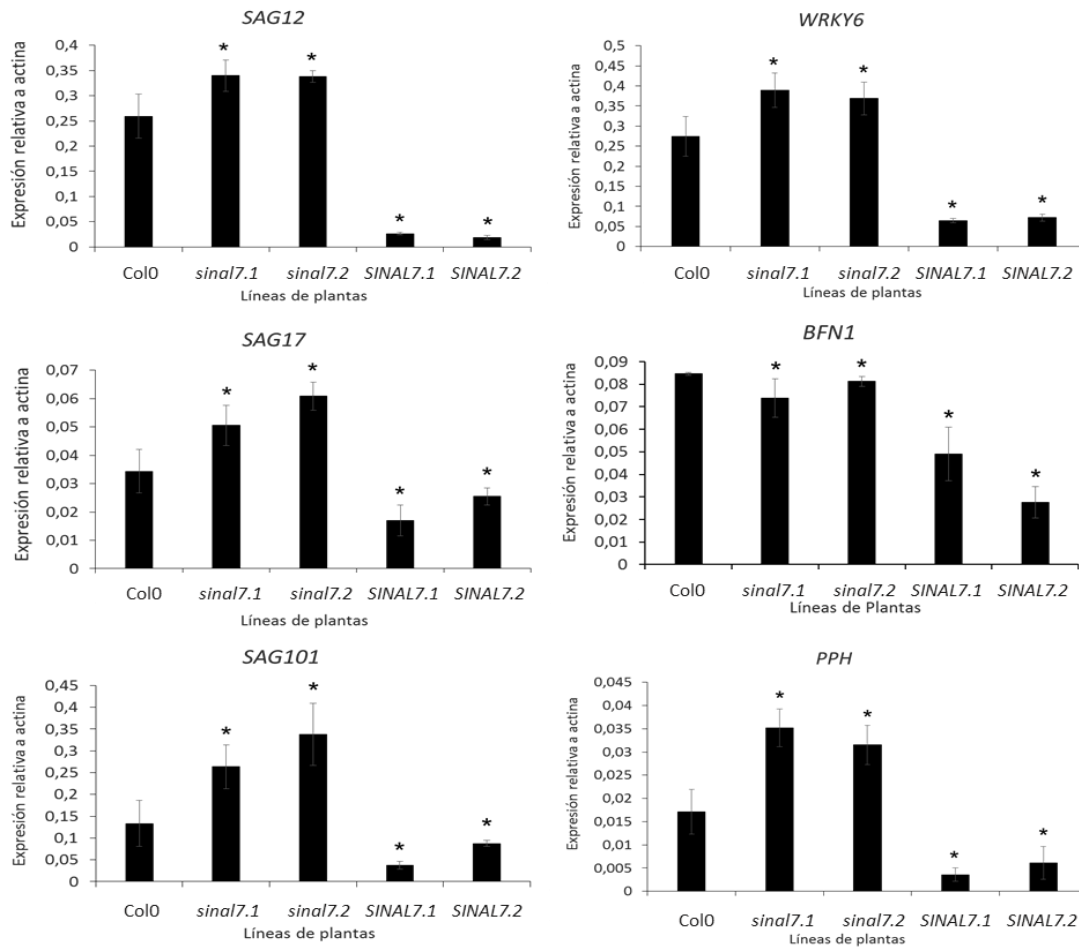 SAG12
Expresión relativa a actina
0,4
0,35
0,3
0,25
0,2
0,15
0,1
0,05
0
* * * *
Col0 sinal7.1 sinal7.2 SINAL7.1 SINAL7.2
Líneas de plantas
WRKY6
Expresión relativa a actina
0,5
0,45
0,4
0,35
0,3
0,25
0,2
0,15
0,1
0,05
0
* * * *
Col0 sinal7.1 sinal7.2 SINAL7.1 SINAL7.2
Líneas de plantas
SAG17
Expresión relativa a actina
0,07
0,06
0,05
0,04
0,03
0,02
0,01
0
* * * *
Col0 sinal7.1 sinal7.2 SINAL7.1 SINAL7.2
Líneas de plantas
BFN1
Expresión relativa a actina
0,09
0,08
0,07
0,06
0,05
0,04
0,03
0,02
0,01
0
* * * *
Col0 sinal7.1 sinal7.2 SINAL7.1 SINAL7.2
Líneas de Plantas
SAG101
Expresión relativa a actina
0,45
0,4
0,35
0,3
0,25
0,2
0,15
0,1
0,05
0
* * * *
Col0 sinal7.1 sinal7.2 SINAL7.1 SINAL7.2
Líneas de plantas
PPH
Expresión relativa a actina
0,045
0,04
0,035
0,03
0,025
0,02
0,015
0,01
0,005
0
* * * *
Col0 sinal7.1 sinal7.2 SINAL7.1 SINAL7.2
Líneas de plantas